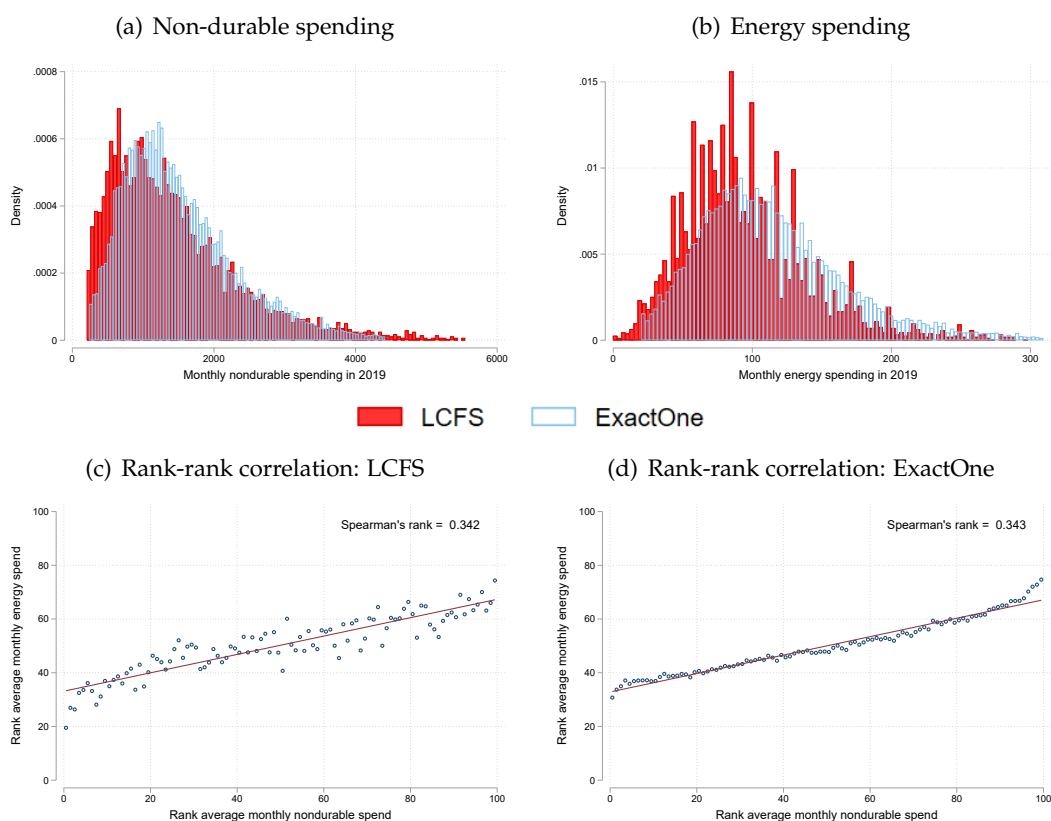 (a) Non-durable spending
.0008
.0006
.0004
.0002
0
Density
0 2000 4000 6000
Monthly nondurable spending in 2019
(b) Energy spending
.015
.01
.005
0
Density
0 100 200 300
Monthly energy spending in 2019
LCFS ExactOne
(c) Rank-rank correlation: LCFS
Spearman's rank = 0.342
100
80
60
40
20
0
Rank average monthly energy spend
0 20 40 60 80 100
Rank average monthly nondurable spend
(d) Rank-rank correlation: ExactOne
Spearman's rank = 0.343
100
80
60
40
20
0
Rank average monthly energy spend
0 20 40 60 80 100
Rank average monthly nondurable spend